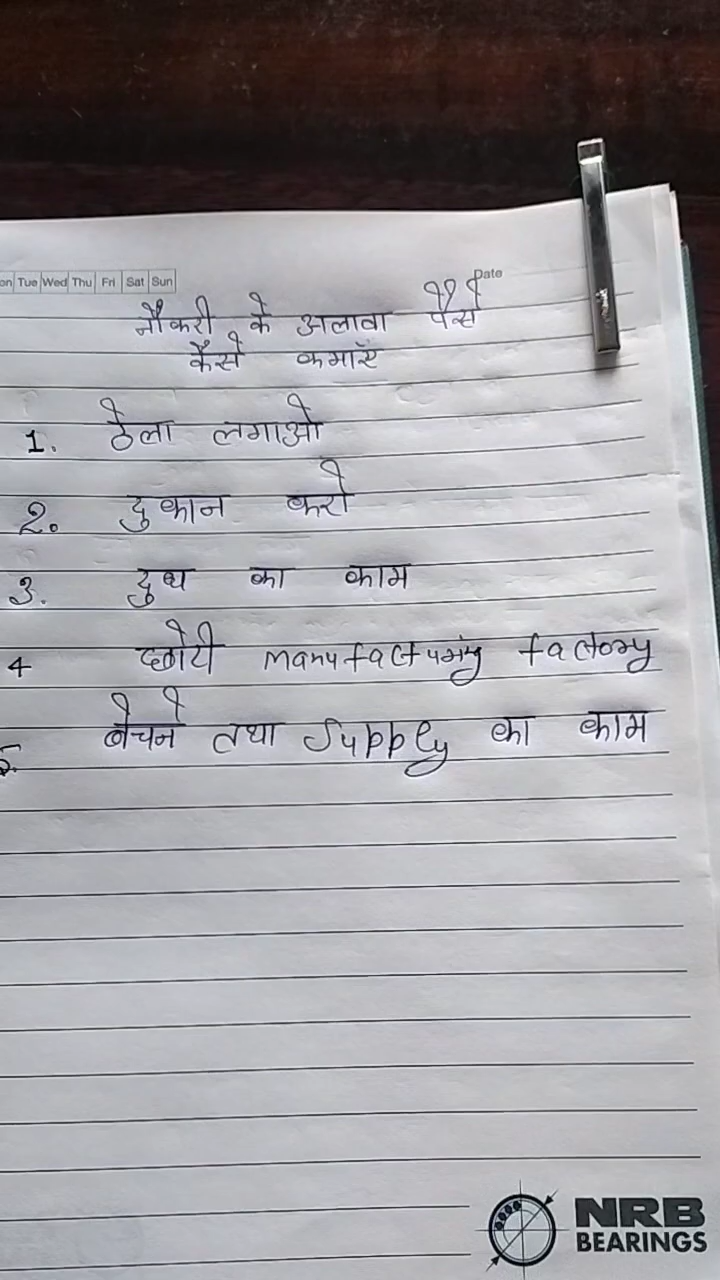 on Tue Wed Thu Fri Sat Sun
Date
नौकरी के अलावा पैसे
कैसे कमाएँ
1. ठेला लगाओ
2. दुकान करो
3. दुध का काम
4 छोटी manufacturing factory
5. बेचने तथा Supply का काम
NRB
BEARINGS